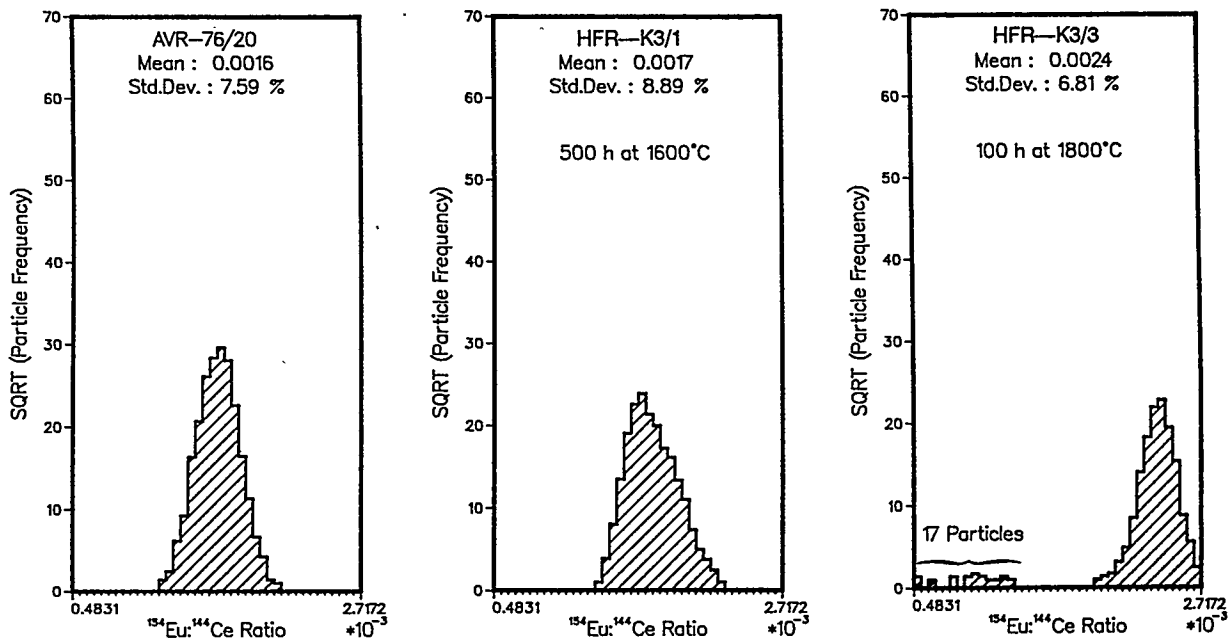 AVR-76/20
Mean : 0.0016
Std.Dev. : 7.59 %
SQRT (Particle Frequency)
70
60
50
40
30
20
10
0
0.4831
2.7172
¹⁵⁴Eu:¹⁴⁴Ce Ratio
*10⁻³
HFR—K3/1
Mean : 0.0017
Std.Dev. : 8.89 %
500 h at 1600°C
SQRT (Particle Frequency)
70
60
50
40
30
20
10
0
0.4831
2.7172
¹⁵⁴Eu:¹⁴⁴Ce Ratio
*10⁻³
HFR—K3/3
Mean : 0.0024
Std.Dev. : 6.81 %
100 h at 1800°C
SQRT (Particle Frequency)
70
60
50
40
30
20
10
0
17 Particles
0.4831
2.7172
¹⁵⁴Eu:¹⁴⁴Ce Ratio
*10⁻³